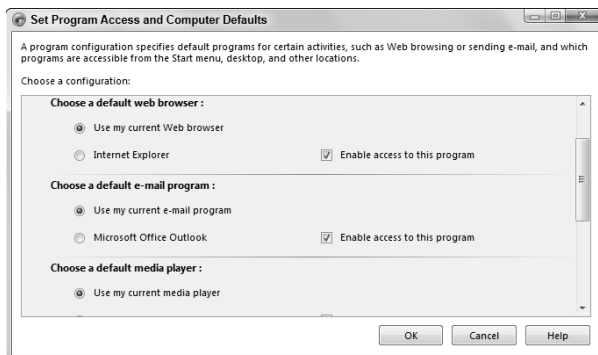 Set Program Access and Computer Defaults
A program configuration specifies default programs for certain activities, such as Web browsing or sending e-mail, and which
programs are accessible from the Start menu, desktop, and other locations.
Choose a configuration:
Choose a default web browser :
Use my current Web browser
Internet Explorer Enable access to this program
Choose a default e-mail program :
Use my current e-mail program
Microsoft Office Outlook Enable access to this program
Choose a default media player :
Use my current media player
OK Cancel Help